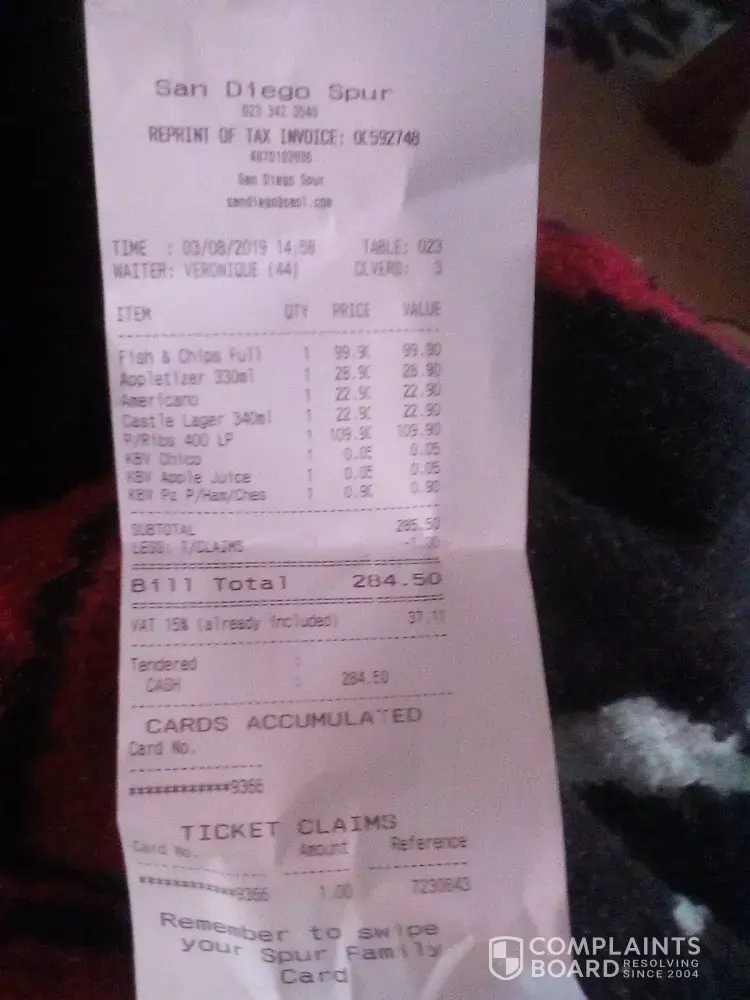 San Diego Spur
023 342 0540
REPRINT OF TAX INVOICE: 592748
San Diego Spur
TIME : 03/08/2019 14:58 TABLE: 023
WAITER: VERONIQUE (44) 3
ITEM QTY PRICE VALUE
Fish & Chips Full 1 99.90 99.90
Appletizer 330ml 1 28.90 28.90
Americano 1 22.90 22.90
Castle Lager 340ml 1 22.90 22.90
P/Ribs 400 LP 1 109.90 109.90
KBV Chico 1 0.05 0.05
KBV Apple Juice 1 0.05 0.05
KBV Pz P/Ham/Ches 1 0.90 0.90
SUBTOTAL 285.50
LESS: T/CLAIMS -1.00
Bill Total 284.50
VAT 15% (already included) 37.11
Tendered :
CASH : 284.50
CARDS ACCUMULATED
Card No.
************9366
TICKET CLAIMS
Card No. Amount Reference
************9366 1.00 7230843
Remember to swipe
your Spur Family
Card
COMPLAINTS
BOARD RESOLVING
SINCE 2004